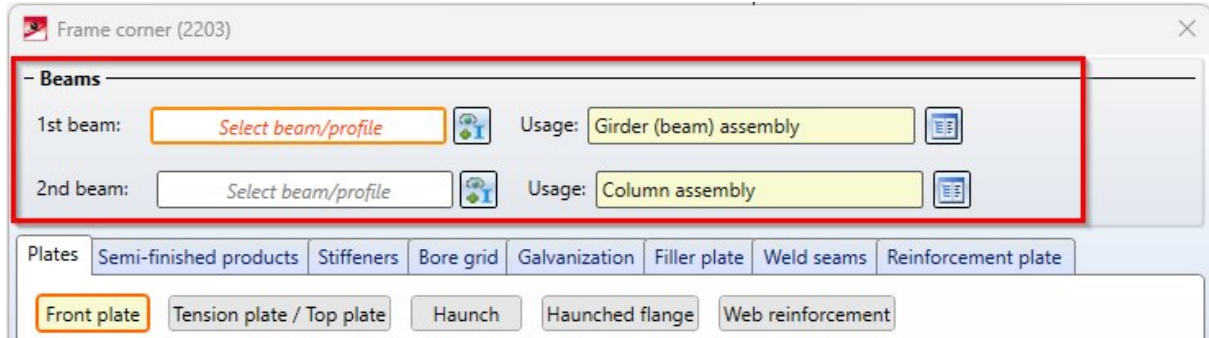 Frame corner (2203)
Beams
1st beam: Select beam/profile Usage: Girder (beam) assembly
2nd beam: Select beam/profile Usage: Column assembly
Plates Semi-finished products Stiffeners Bore grid Galvanization Filler plate Weld seams Reinforcement plate
Front plate Tension plate / Top plate Haunch Haunched flange Web reinforcement